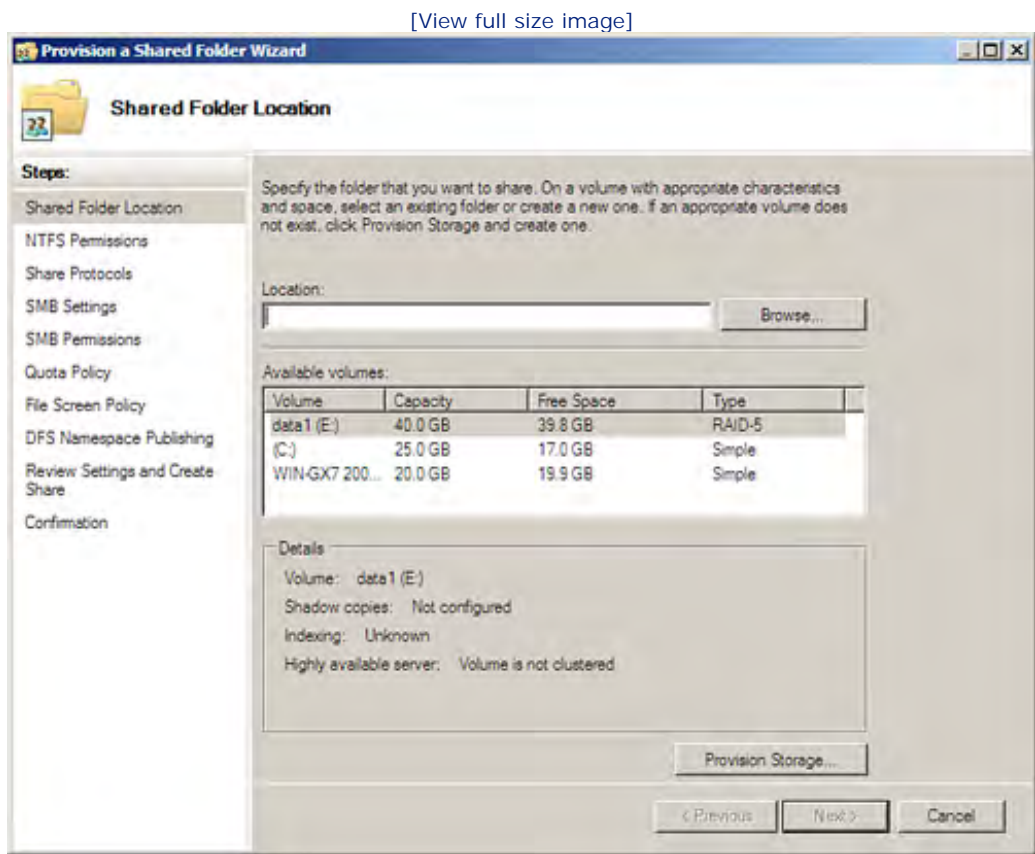 [View full size image]
Provision a Shared Folder Wizard
Shared Folder Location
Steps:
Shared Folder Location
NTFS Permissions
Share Protocols
SMB Settings
SMB Permissions
Quota Policy
File Screen Policy
DFS Namespace Publishing
Review Settings and Create
Share
Confirmation
Specify the folder that you want to share. On a volume with appropriate characteristics
and space, select an existing folder or create a new one. If an appropriate volume does
not exist, click Provision Storage and create one.
Location:
Browse...
Available volumes:
Volume Capacity Free Space Type
data1 (E:) 40.0 GB 39.8 GB RAID-5
(C:) 25.0 GB 17.0 GB Simple
WIN-GX7 200... 20.0 GB 19.9 GB Simple
Details
Volume: data1 (E:)
Shadow copies: Not configured
Indexing: Unknown
Highly available server: Volume is not clustered
Provision Storage...
< Previous Next > Cancel